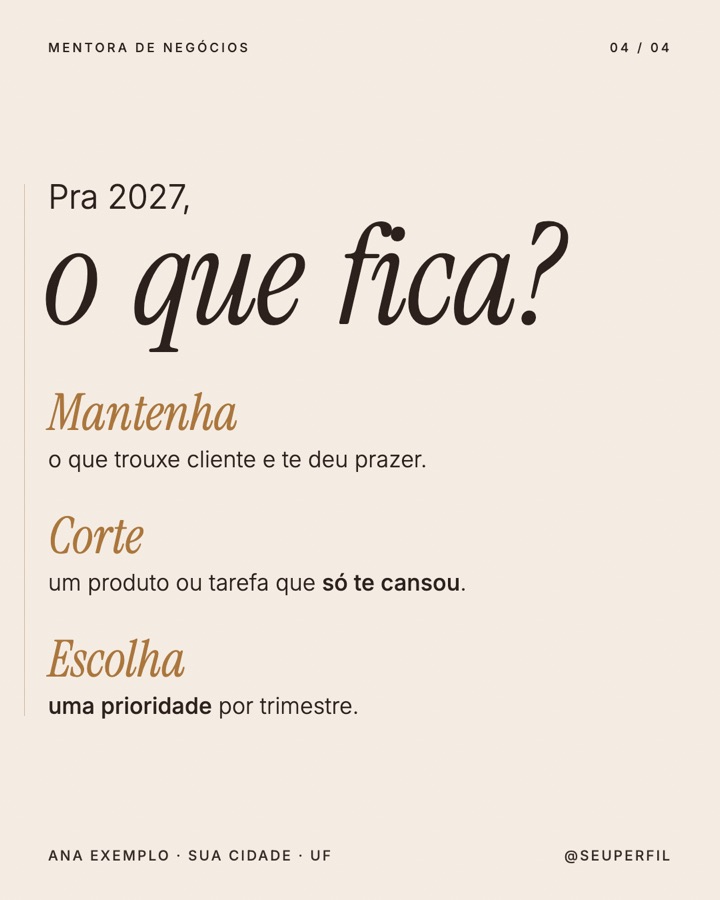 MENTORA DE NEGÓCIOS
04 / 04
Pra 2027,
o que fica?
Mantenha
o que trouxe cliente e te deu prazer.
Corte
um produto ou tarefa que só te cansou.
Escolha
uma prioridade por trimestre.
ANA EXEMPLO · SUA CIDADE · UF
@SEUPERFIL